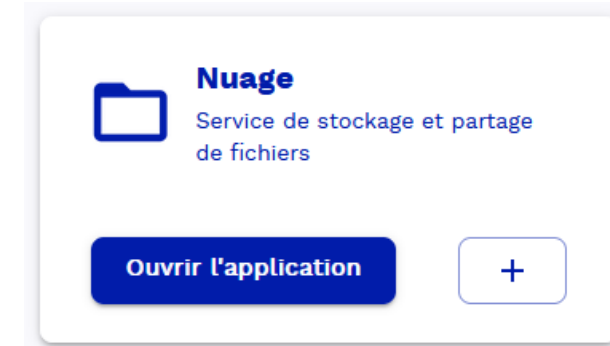 Nuage
Service de stockage et partage
de fichiers
Ouvrir l'application
+